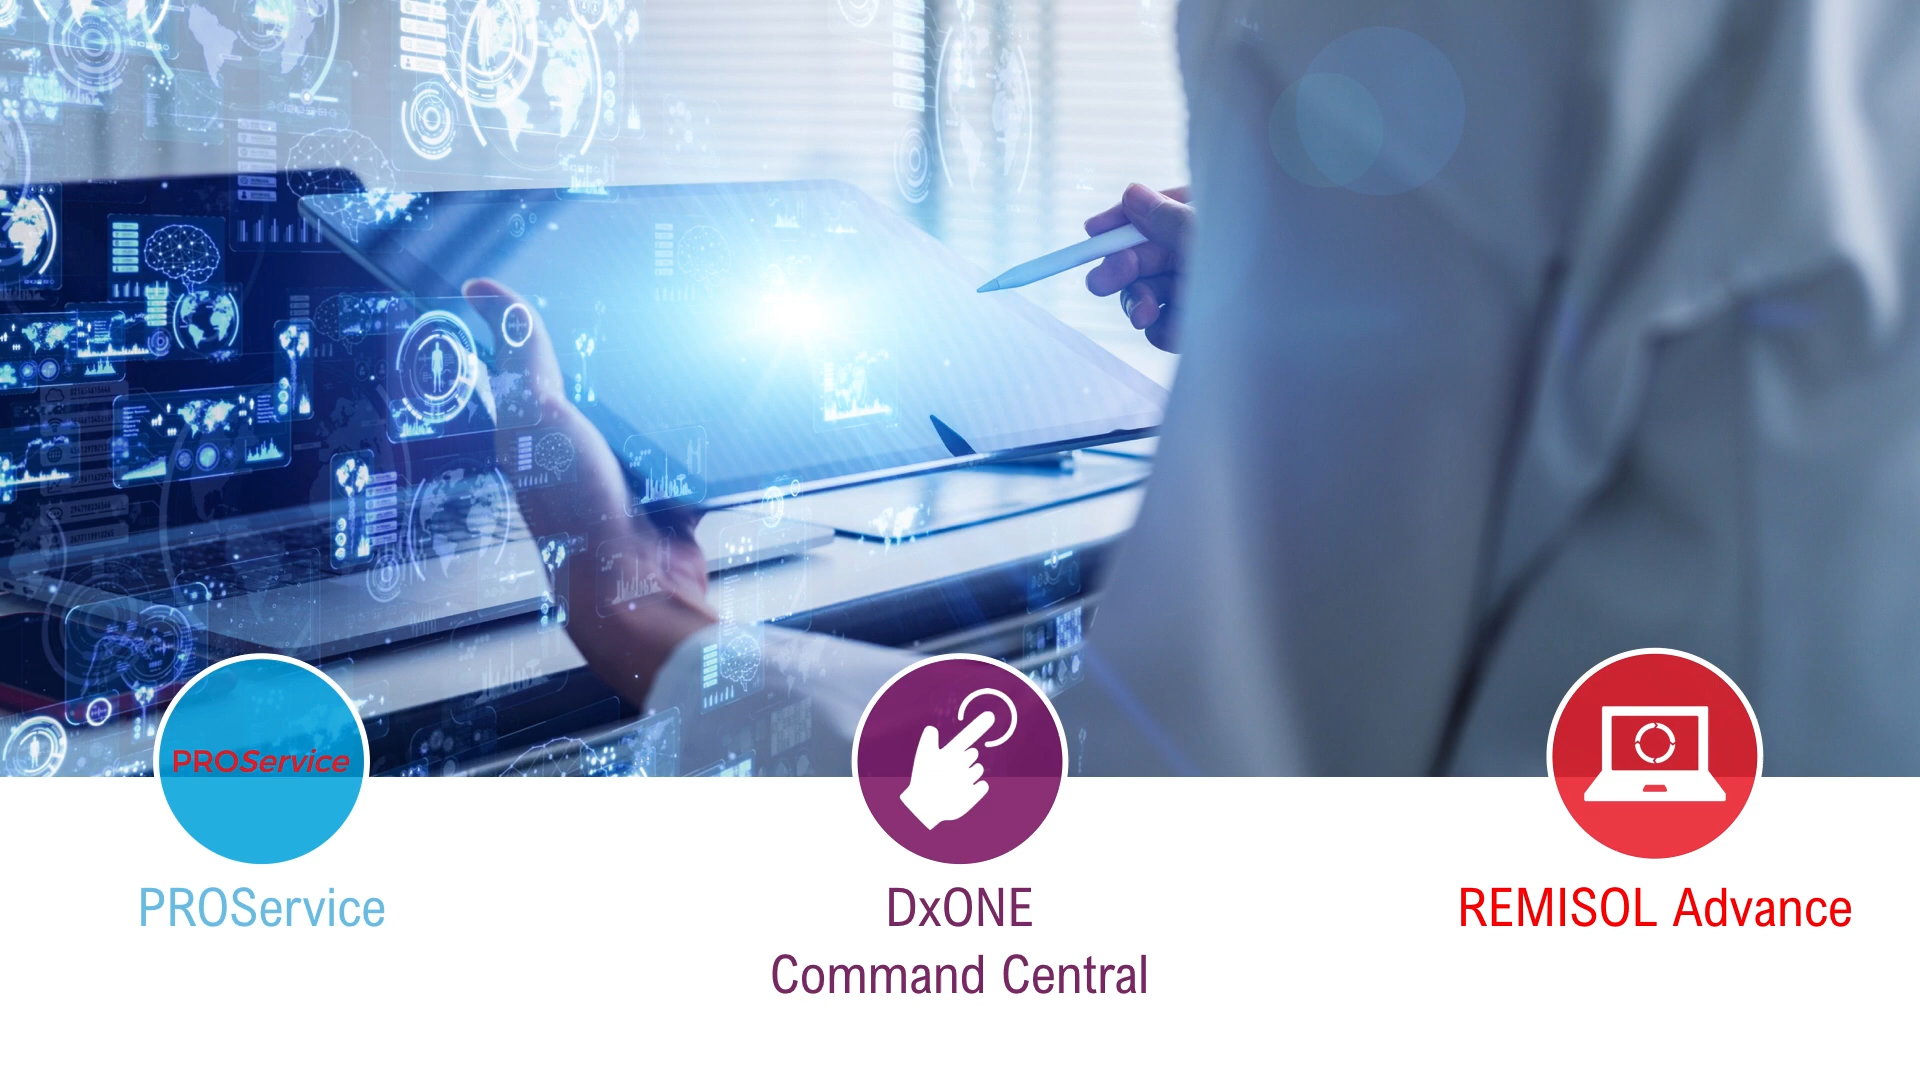 PROService
PROService
DxONE
Command Central
REMISOL Advance